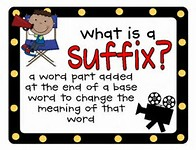 what is a
suffix?
a word part added
at the end of a base
word to change the
meaning of that
word